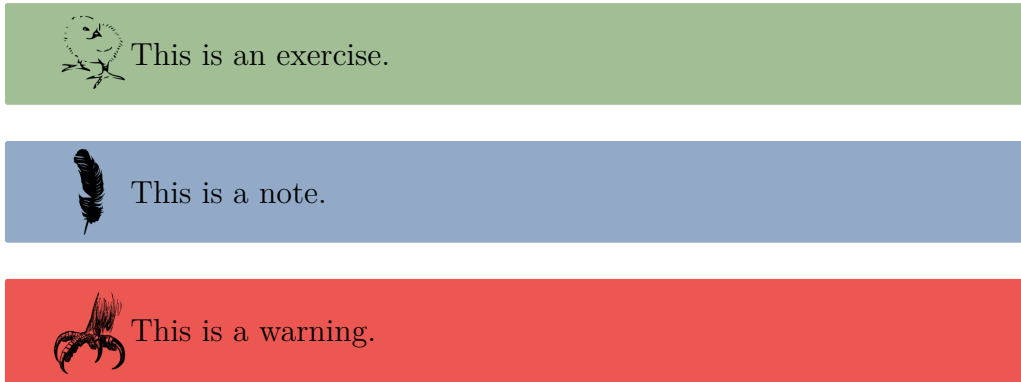 This is an exercise.
This is a note.
This is a warning.